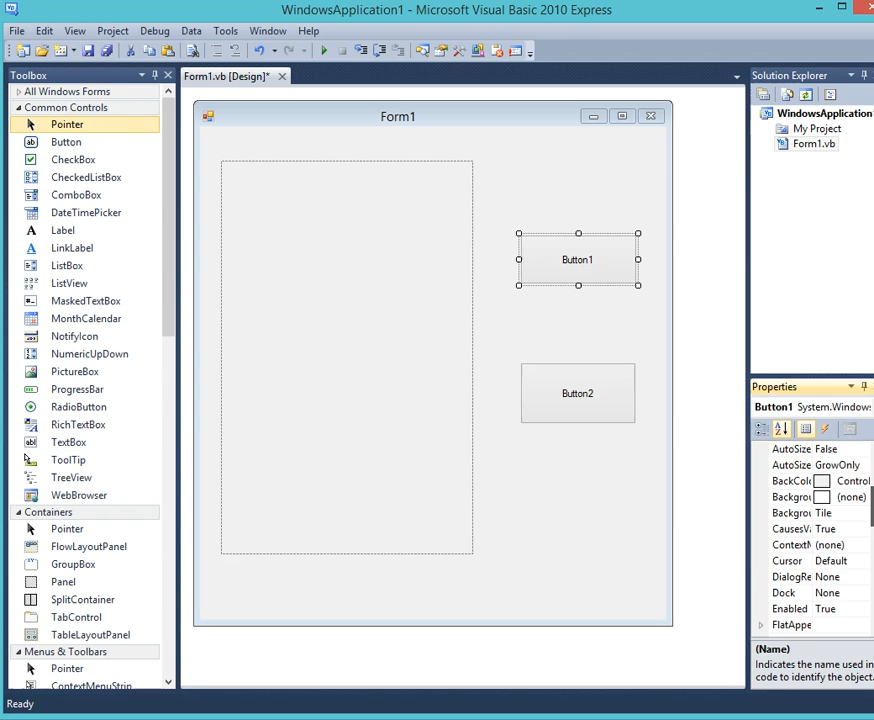 WindowsApplication1 - Microsoft Visual Basic 2010 Express
File Edit View Project Debug Data Tools Window Help
Toolbox
All Windows Forms
Common Controls
Pointer
Button
CheckBox
CheckedListBox
ComboBox
DateTimePicker
Label
LinkLabel
ListBox
ListView
MaskedTextBox
MonthCalendar
NotifyIcon
NumericUpDown
PictureBox
ProgressBar
RadioButton
RichTextBox
TextBox
ToolTip
TreeView
WebBrowser
Containers
Pointer
FlowLayoutPanel
GroupBox
Panel
SplitContainer
TabControl
TableLayoutPanel
Menus & Toolbars
Pointer
ContextMenuStrip
Form1.vb [Design]*
Form1
Button1
Button2
Solution Explorer
WindowsApplication
My Project
Form1.vb
Properties
Button1 System.Windows
AutoSize False
AutoSize GrowOnly
BackColo Control
Backgrou (none)
Backgrou Tile
CausesVa True
ContextM (none)
Cursor Default
DialogRe None
Dock None
Enabled True
FlatAppe
(Name)
Indicates the name used in
code to identify the object.
Ready